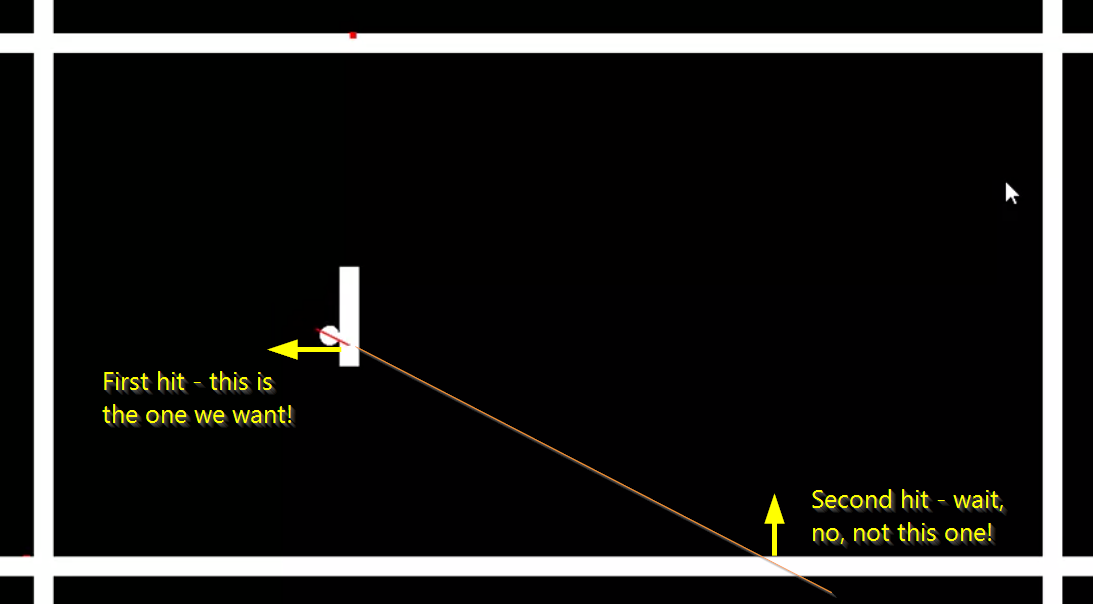 First hit - this is
the one we want!
Second hit - wait,
no, not this one!